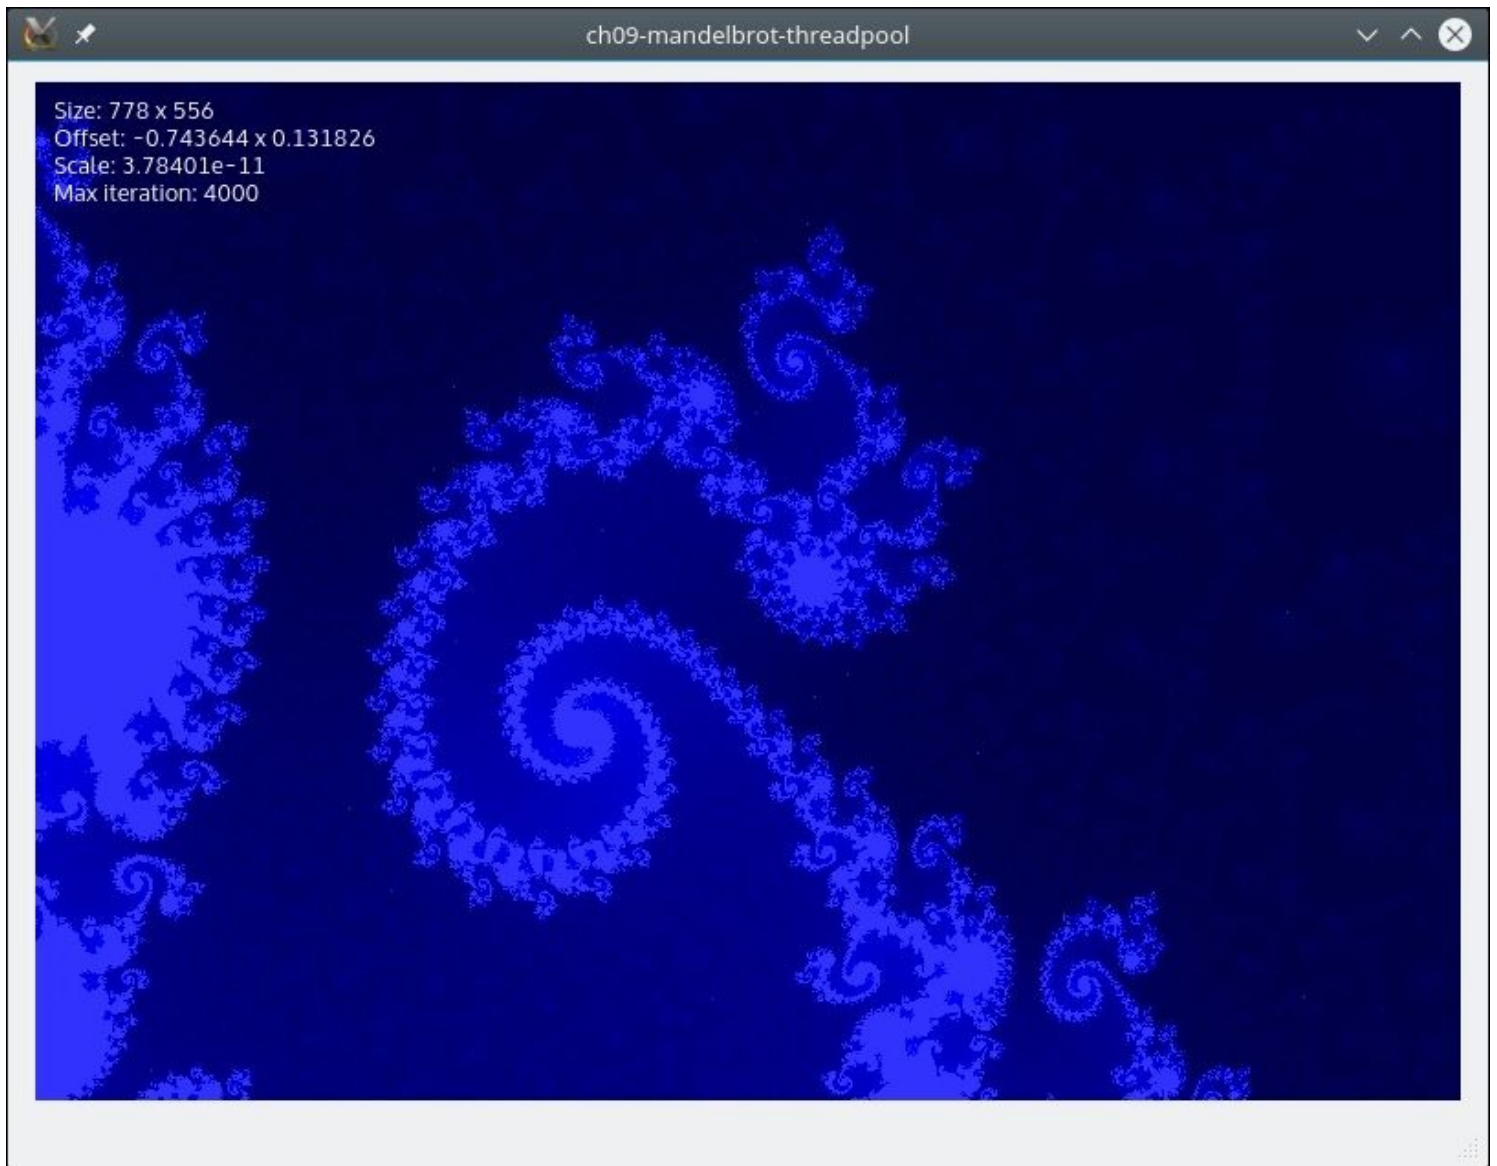 ch09-mandelbrot-threadpool
Size: 778 x 556
Offset: -0.743644 x 0.131826
Scale: 3.78401e-11
Max iteration: 4000